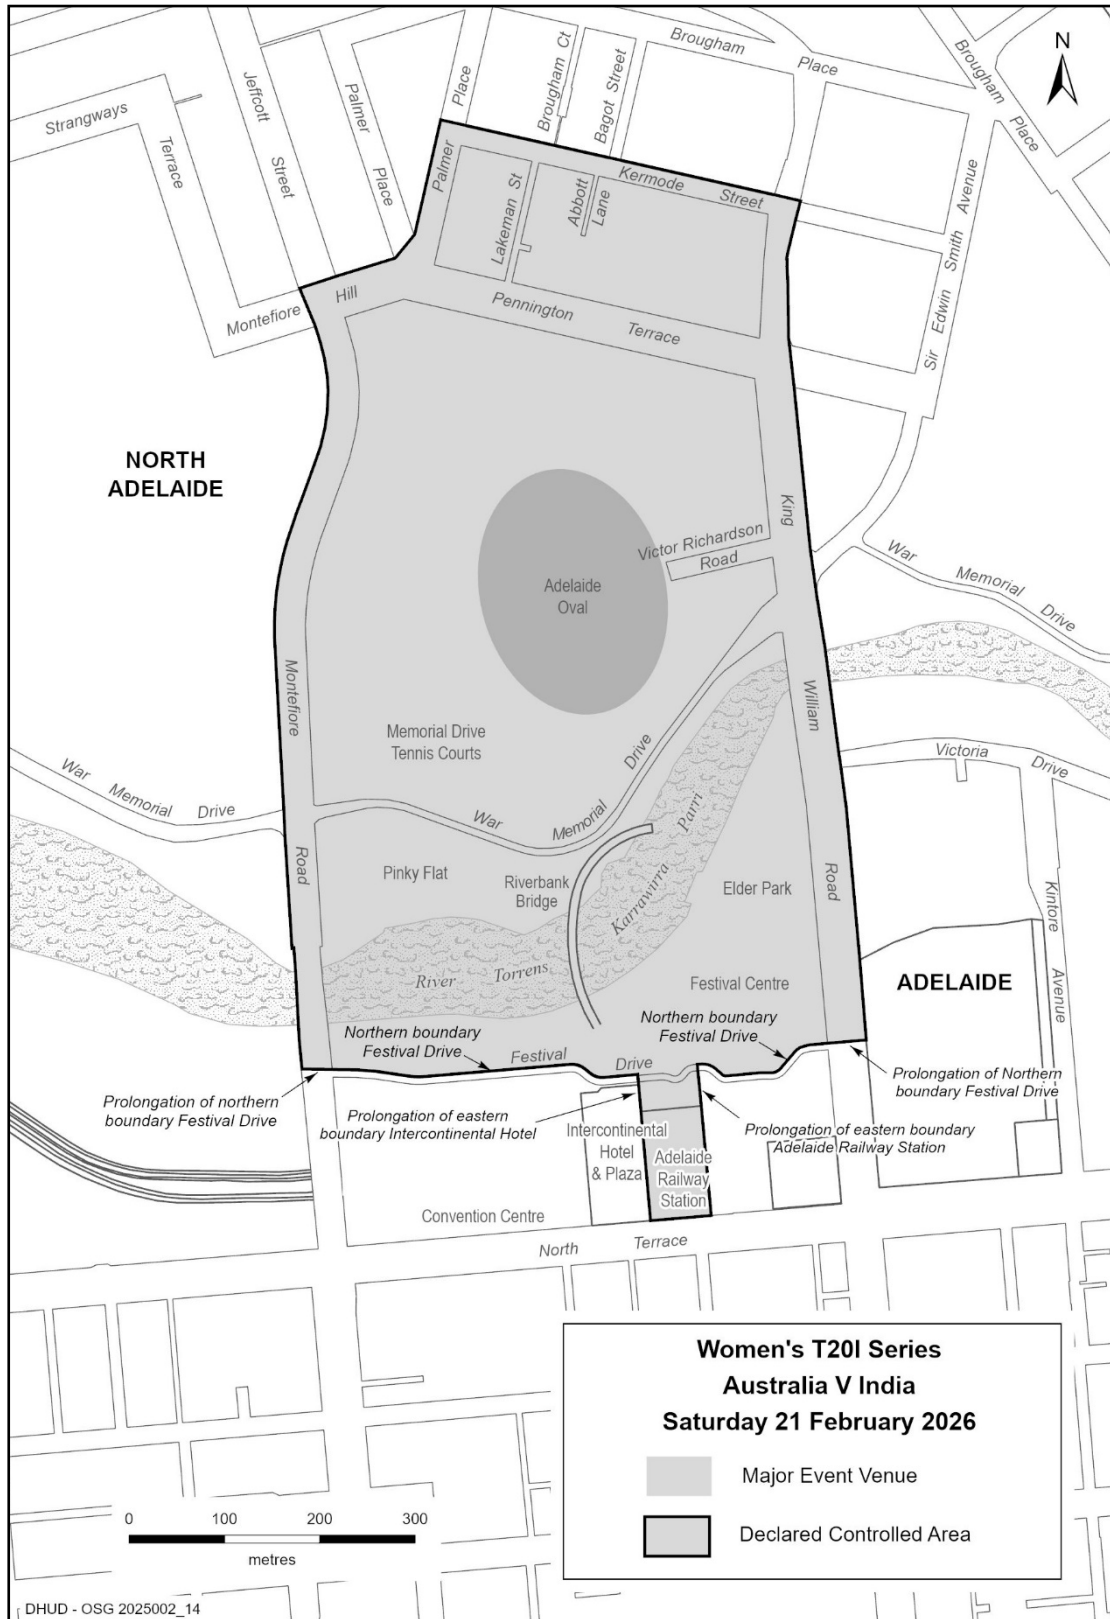 Brougham
Place
Brougham
Place
N
Strangways
Terrace
Jeffcott
Street
Palmer
Place
Place
Palmer
Brougham Ct
Bagot Street
Kermode
Street
Lakeman St
Abbott
Lane
Sir Edwin Smith Avenue
Montefiore
Hill
Pennington
Terrace
NORTH
ADELAIDE
King
Victor Richardson
Road
War
Memorial
Drive
Adelaide
Oval
Montefiore
William
Memorial Drive
Tennis Courts
Drive
Victoria
Drive
War
Memorial
Drive
War
Memorial
Parri
Karrawirra
Road
Pinky Flat
Riverbank
Bridge
Elder Park
Road
Kintore
Avenue
River
Torrens
Festival Centre
ADELAIDE
Northern boundary
Festival Drive
Northern boundary
Festival Drive
Festival
Drive
Prolongation of northern
boundary Festival Drive
Prolongation of Northern
boundary Festival Drive
Prolongation of eastern
boundary Intercontinental Hotel
Prolongation of eastern boundary
Adelaide Railway Station
Intercontinental
Hotel
& Plaza
Adelaide
Railway
Station
Convention Centre
North
Terrace
Women's T20I Series
Australia V India
Saturday 21 February 2026
Major Event Venue
Declared Controlled Area
0 100 200 300
metres
DHUD - OSG 2025002_14